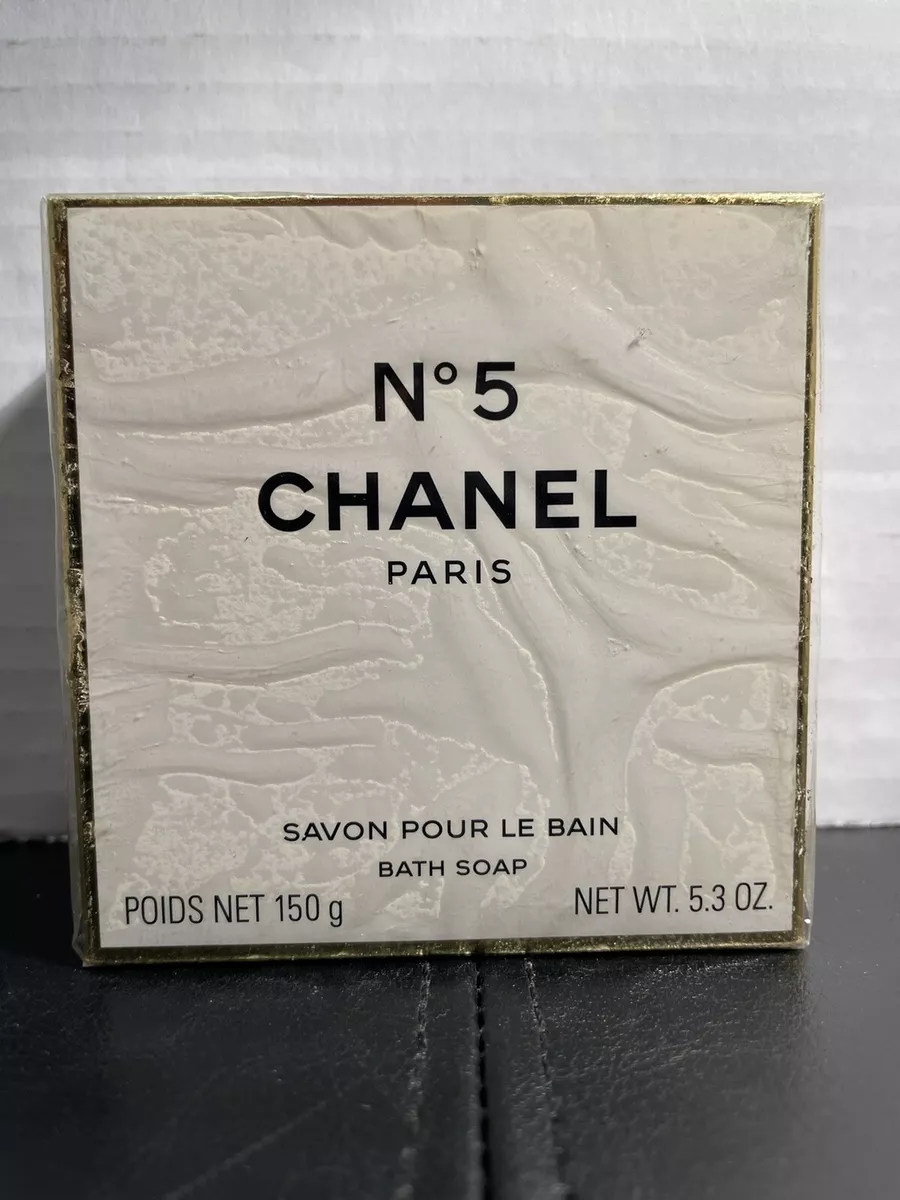 N° 5
CHANEL
PARIS
SAVON POUR LE BAIN
BATH SOAP
POIDS NET 150 g
NET WT. 5.3 OZ.